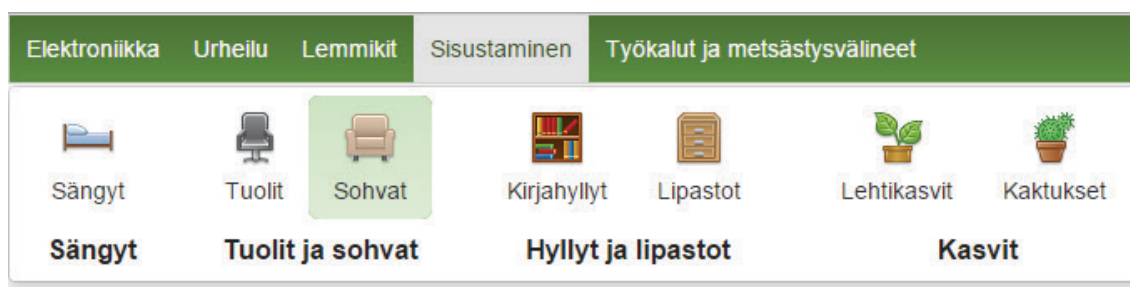 Elektroniikka Urheilu Lemmikit Sisustaminen Työkalut ja metsästysvälineet
Sängyt Tuolit Sohvat Kirjahyllyt Lipastot Lehtikasvit Kaktukset
Sängyt Tuolit ja sohvat Hyllyt ja lipastot Kasvit